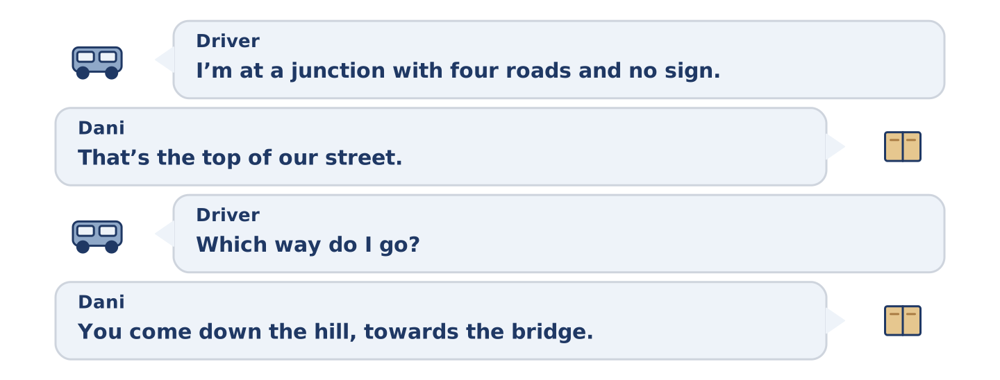 Driver
I’m at a junction with four roads and no sign.
Dani
That’s the top of our street.
Driver
Which way do I go?
Dani
You come down the hill, towards the bridge.